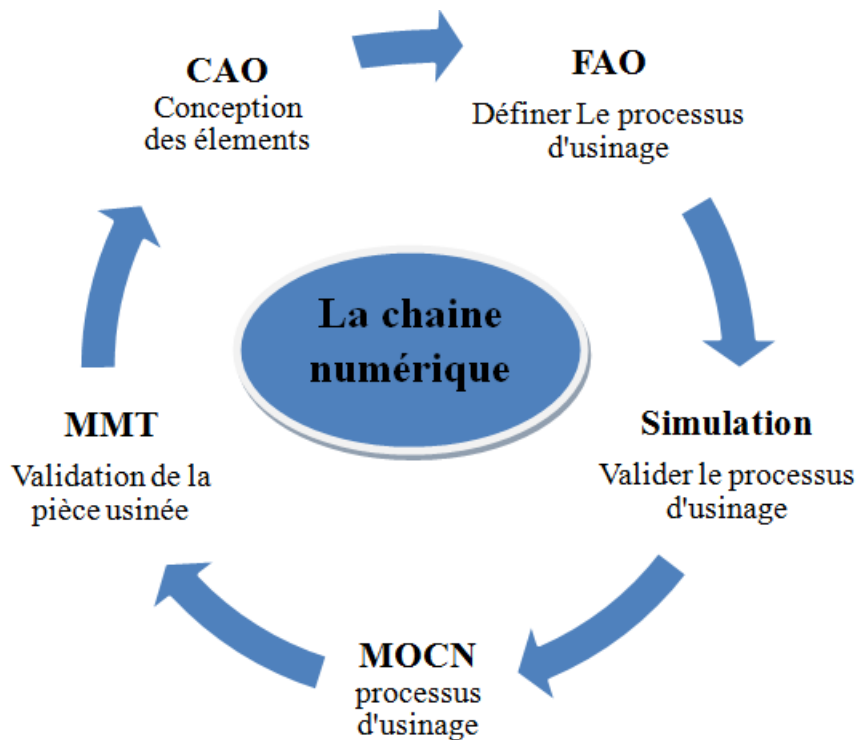 CAO
Conception
des élements
FAO
Définer Le processus
d'usinage
La chaine
numérique
Simulation
Valider le processus
d'usinage
MOCN
processus
d'usinage
MMT
Validation de la
pièce usinée